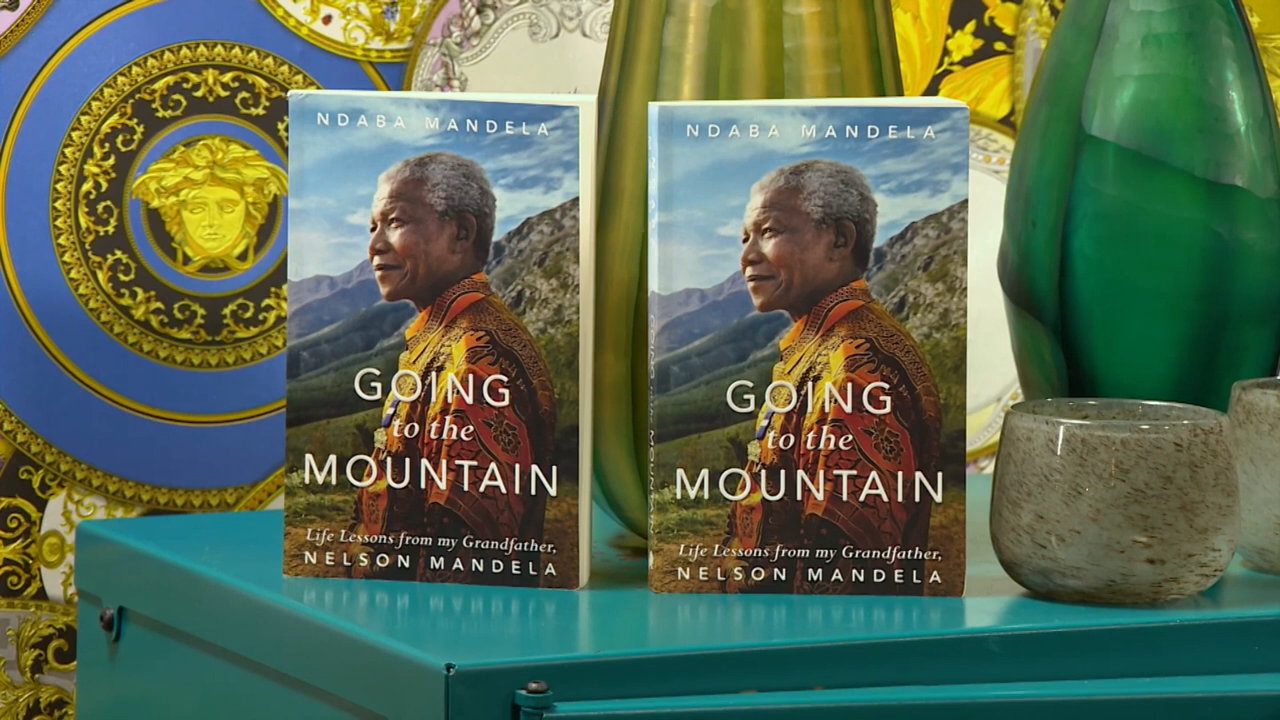 NDABA MANDELA
GOING
to the
MOUNTAIN
Life Lessons from my Grandfather,
NELSON MANDELA
NDABA MANDELA
GOING
to the
MOUNTAIN
Life Lessons from my Grandfather,
NELSON MANDELA